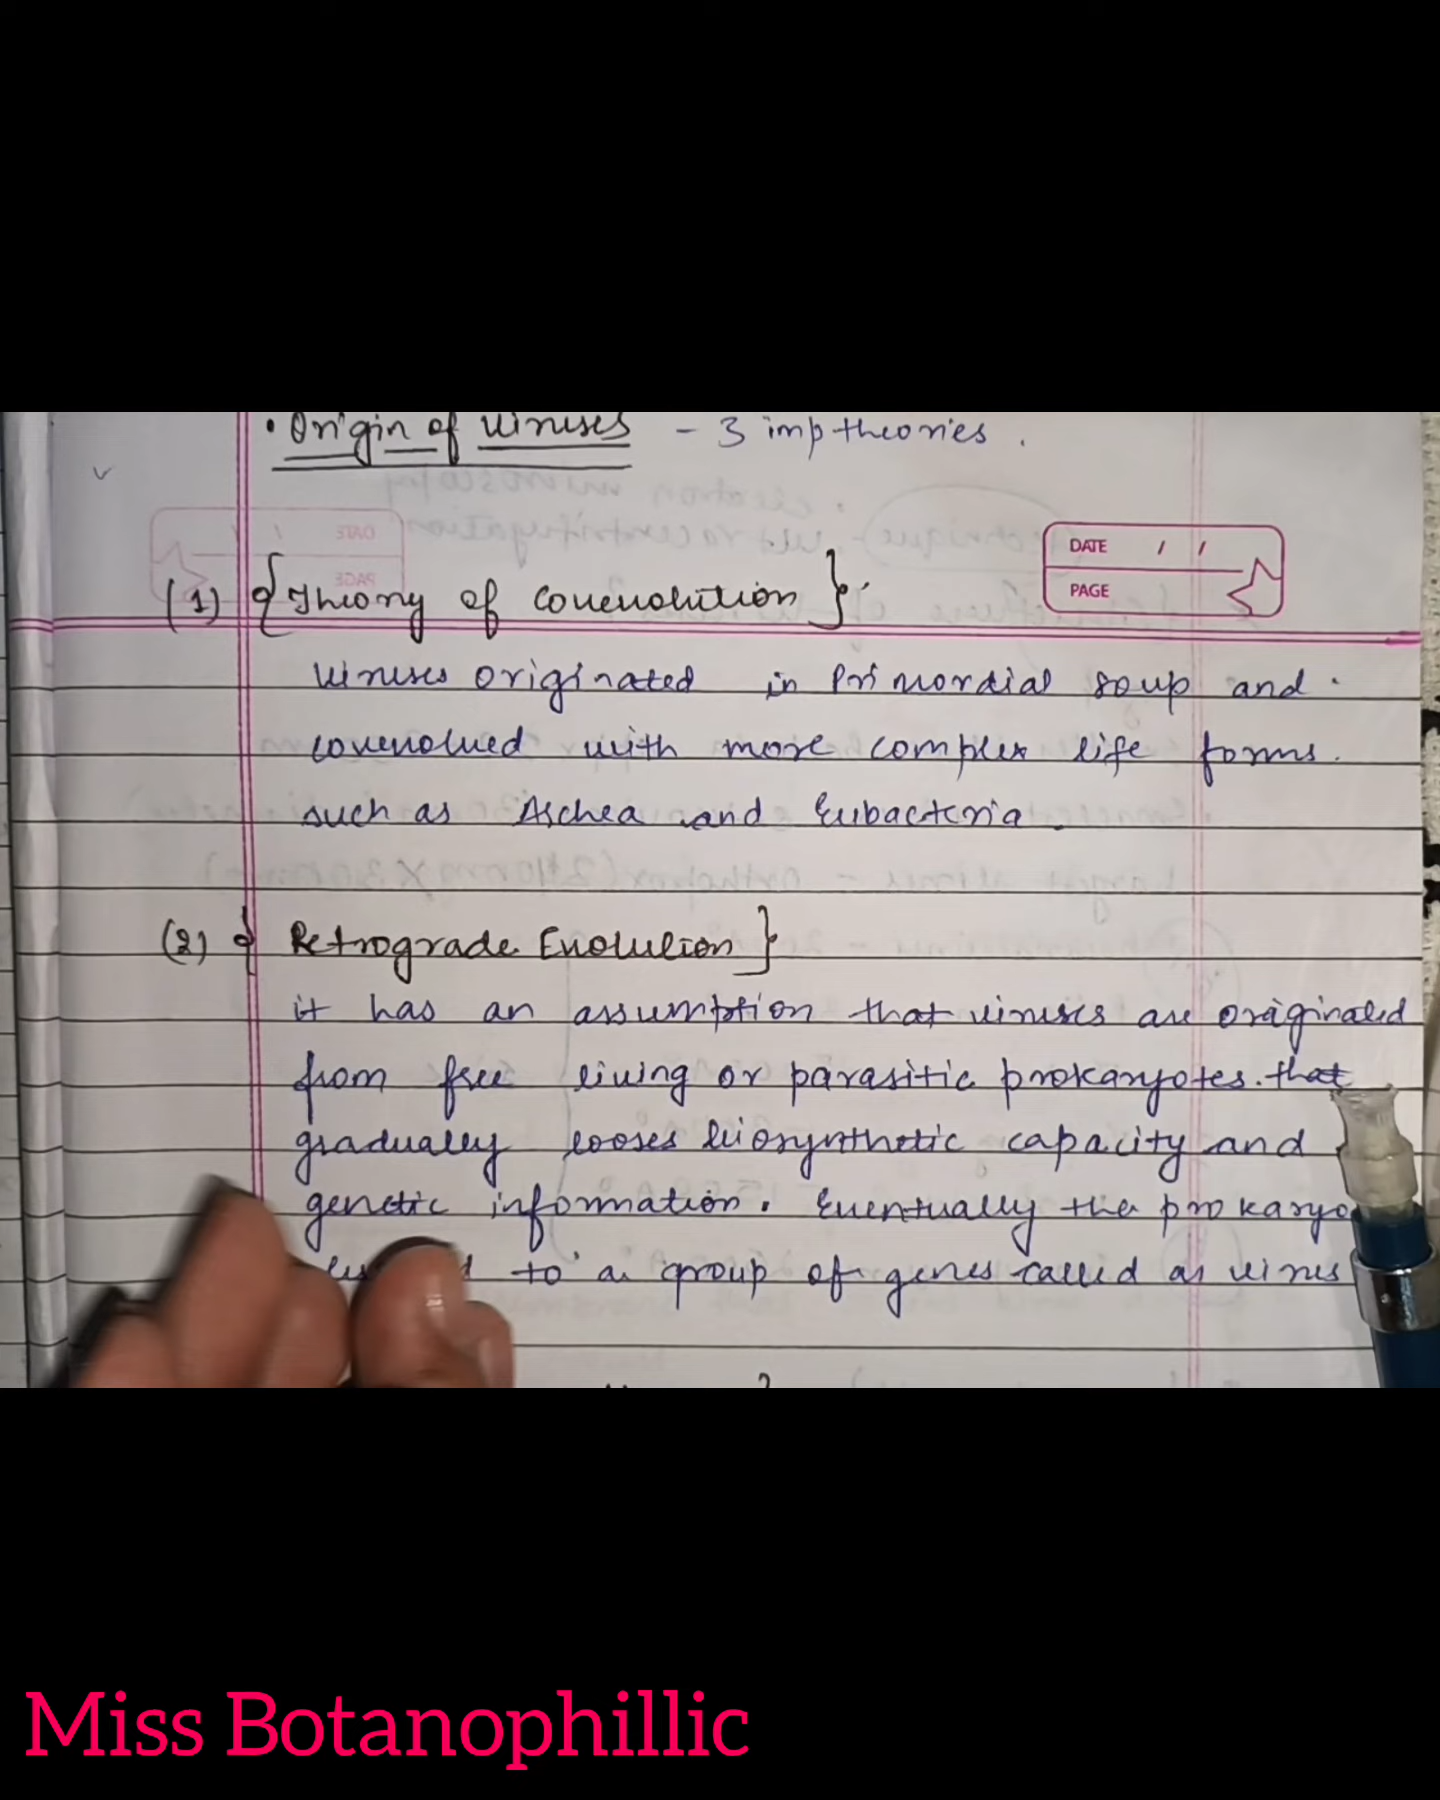 • Origin of viruses - 3 imp theories.
DATE / /
PAGE
(1) {Theory of Coevolution}
Viruses originated in Primordial soup and
coevolved with more complex life forms.
such as Archea and Eubacteria.
(2) { Retrograde Evolution}
it has an assumption that viruses are originated
from free living or parasitic prokaryotes that
gradually looses biosynthetic capacity and
genetic information. Eventually the prokaryo
to a group of genes called as virus
Miss Botanophillic